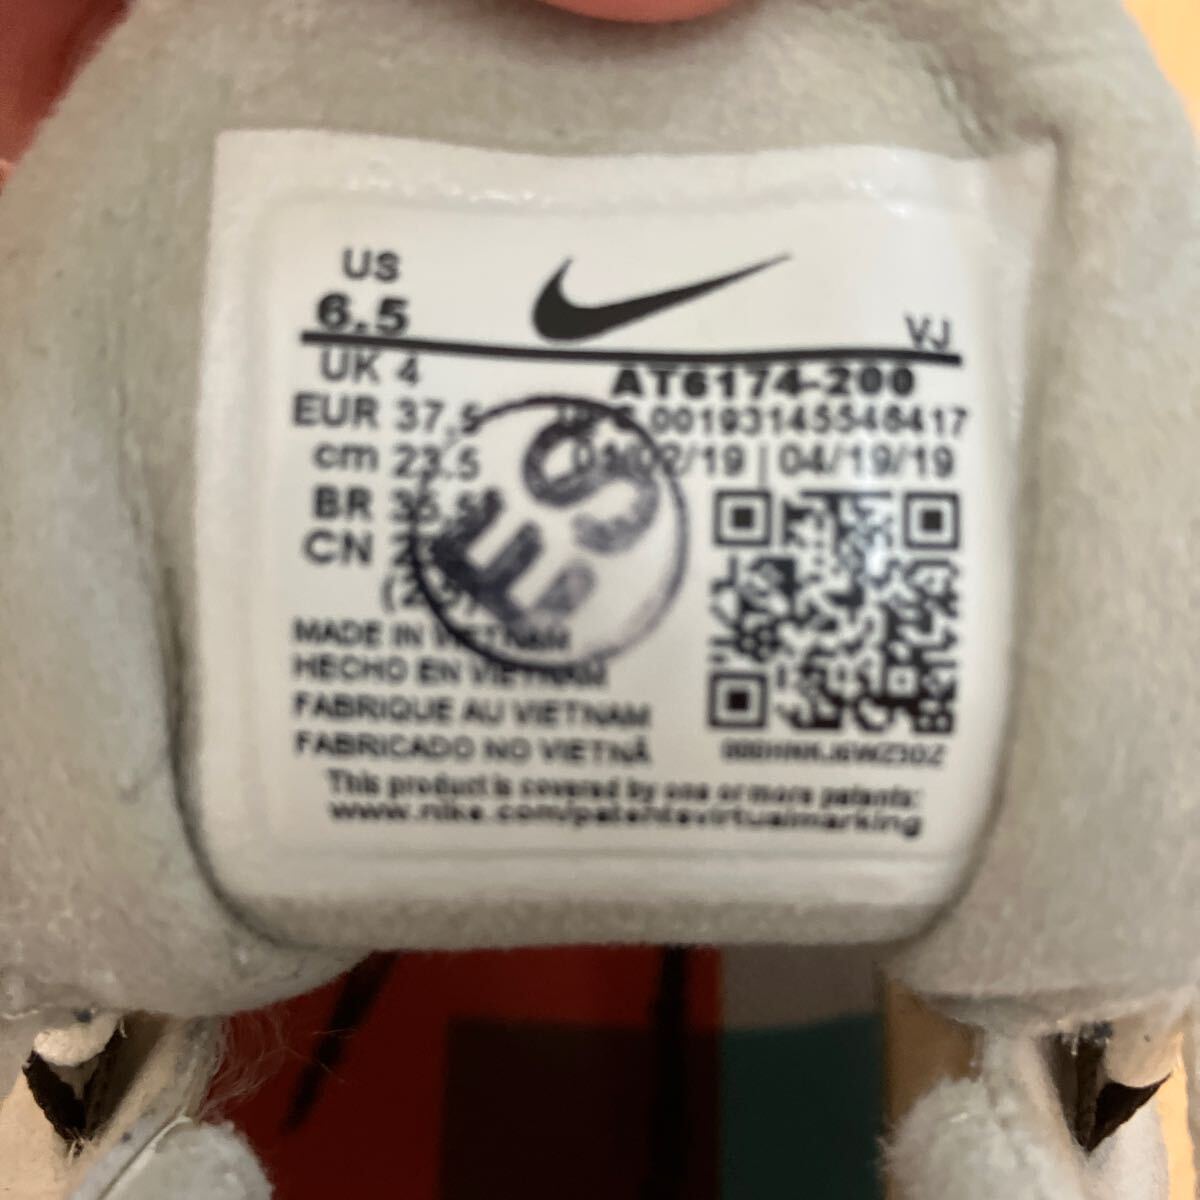 US
6.5
VJ
UK 4
AT6174-200
EUR 37,5
00193145546417
cm 23.5
/19 | 04/19/19
BR
CN
MADE IN VIETNAM
HECHO EN VIETNAM
FABRIQUE AU VIETNAM
FABRICADO NO VIETNÃ
This product is covered by one or more patents:
www.nike.com/patentsvirtualmarking